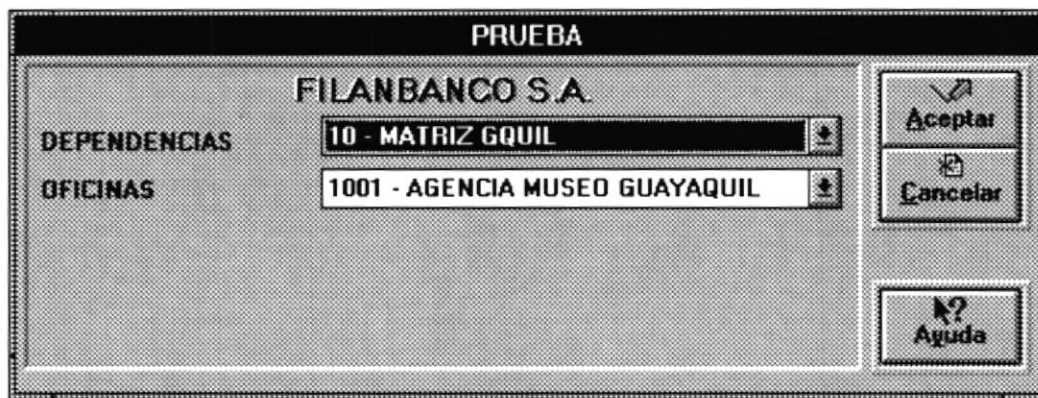 PRUEBA
FILANBANCO S.A.
DEPENDENCIAS
10 - MATRIZ GQUIL
OFICINAS
1001 - AGENCIA MUSEO GUAYAQUIL
Aceptar
Cancelar
Ayuda